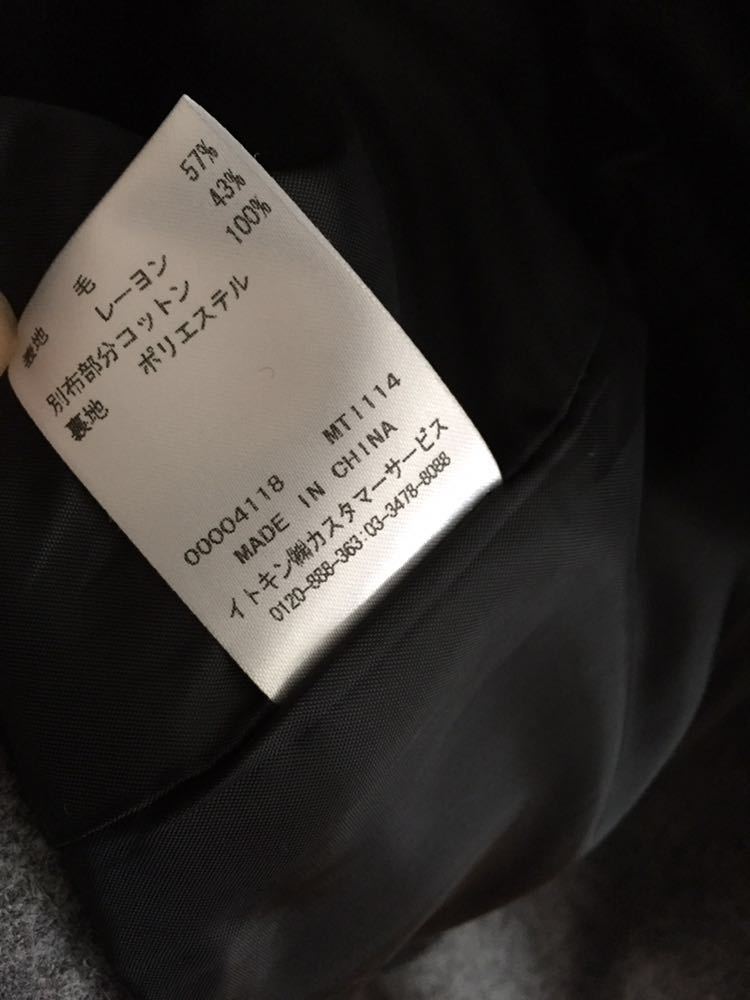 表地 毛 57%
レーヨン 43%
別布部分コットン 100%
裏地 ポリエステル
00004118 MT1114
MADE IN CHINA
イトキン㈱カスタマーサービス
0120-888-363:03-3478-8088